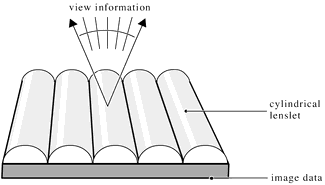 view information
cylindrical
lenslet
image data